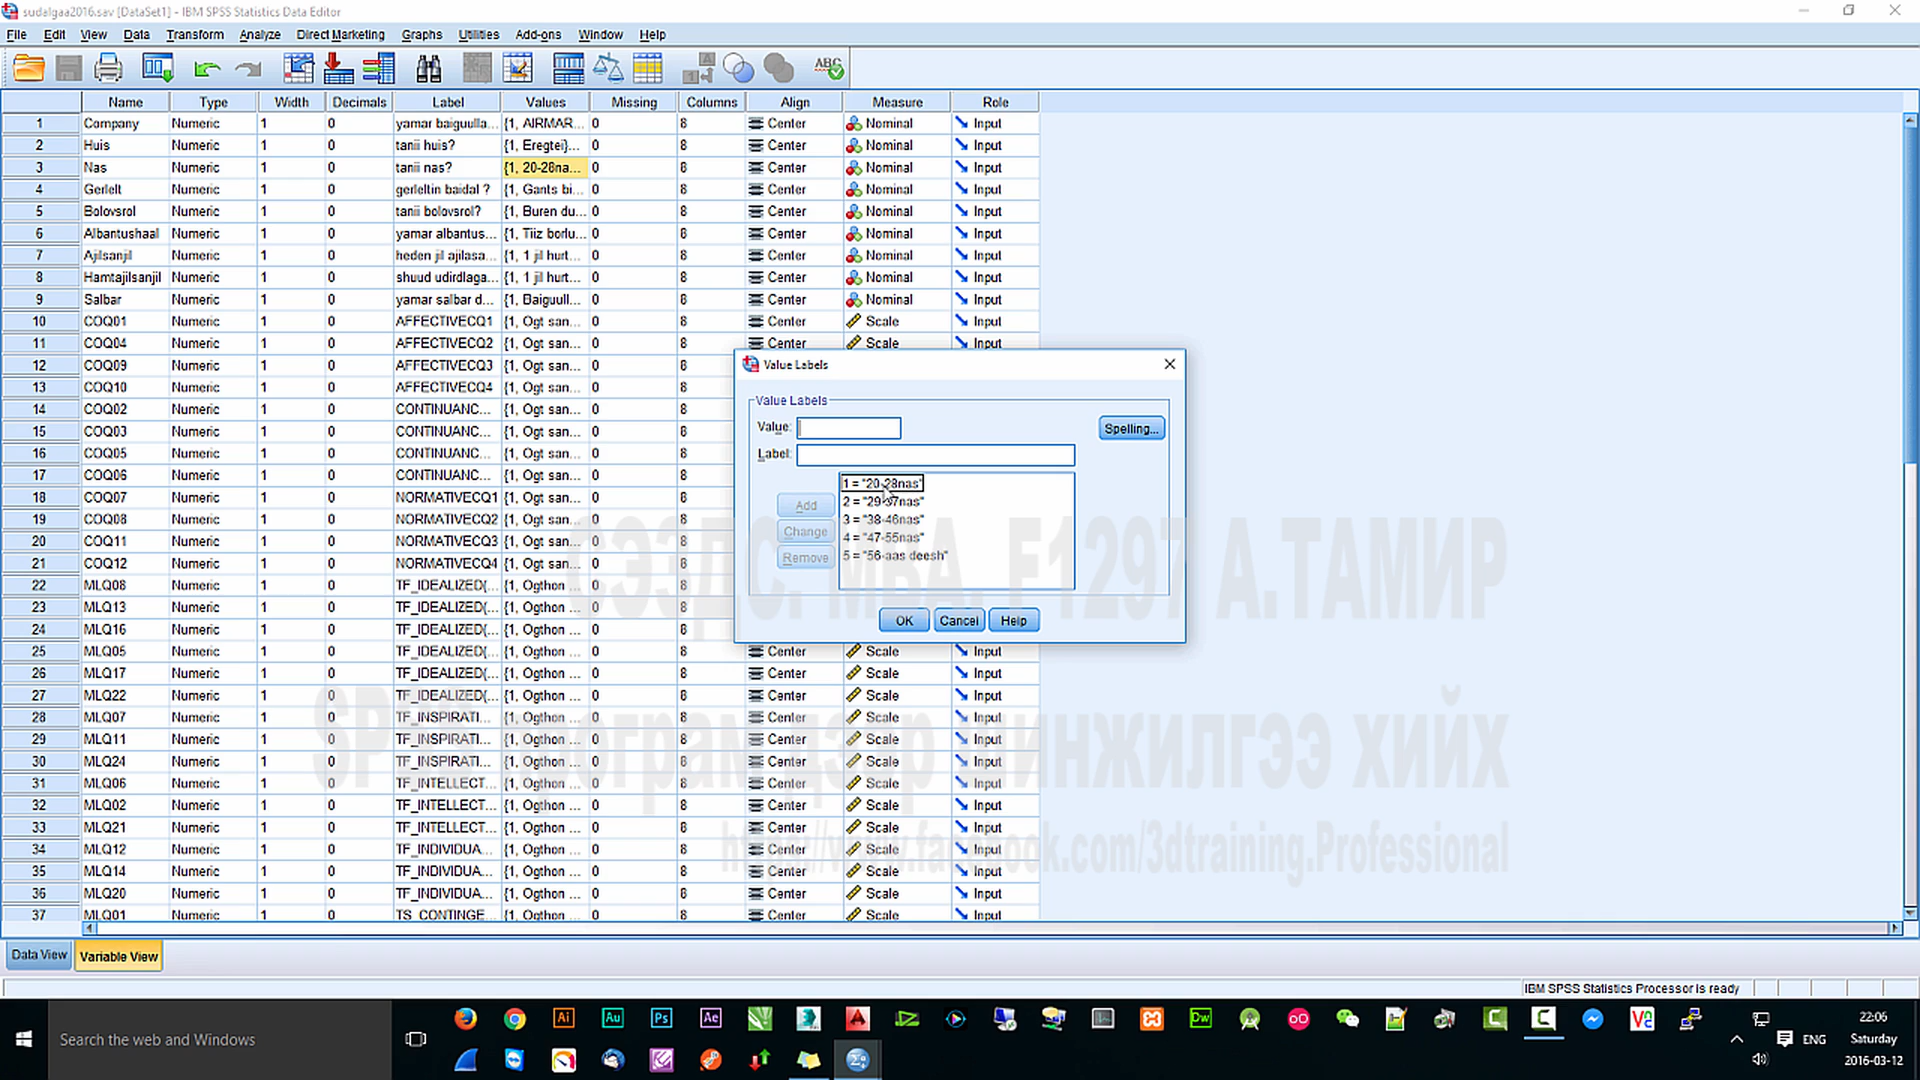 sudalgaa2016.sav [DataSet1] - IBM SPSS Statistics Data Editor
File Edit View Data Transform Analyze Direct Marketing Graphs Utilities Add-ons Window Help
Name Type Width Decimals Label Values Missing Columns Align Measure Role
1 Company Numeric 1 0 yamar baiguulla... {1, AIRMAR... 0 8 Center Nominal Input
2 Huis Numeric 1 0 tanii huis? {1, Eregtei}... 0 8 Center Nominal Input
3 Nas Numeric 1 0 tanii nas? {1, 20-28na... 0 8 Center Nominal Input
4 Gerlelt Numeric 1 0 gerleltin baidal ? {1, Gants bi... 0 8 Center Nominal Input
5 Bolovsrol Numeric 1 0 tanii bolovsrol? {1, Buren du... 0 8 Center Nominal Input
6 Albantushaal Numeric 1 0 yamar albantus... {1, Tiiz borlu... 0 8 Center Nominal Input
7 Ajilsanjil Numeric 1 0 heden jil ajilasa... {1, 1 jil hurt... 0 8 Center Nominal Input
8 Hamtajilsanjil Numeric 1 0 shuud udirdlaga... {1, 1 jil hurt... 0 8 Center Nominal Input
9 Salbar Numeric 1 0 yamar salbar d... {1, Baiguull... 0 8 Center Nominal Input
10 COQ01 Numeric 1 0 AFFECTIVECQ1 {1, Ogt san... 0 8 Center Scale Input
11 COQ04 Numeric 1 0 AFFECTIVECQ2 {1, Ogt san... 0 8 Center Scale Input
12 COQ09 Numeric 1 0 AFFECTIVECQ3 {1, Ogt san... 0 8
13 COQ10 Numeric 1 0 AFFECTIVECQ4 {1, Ogt san... 0 8
14 COQ02 Numeric 1 0 CONTINUANC... {1, Ogt san... 0 8
15 COQ03 Numeric 1 0 CONTINUANC... {1, Ogt san... 0 8
16 COQ05 Numeric 1 0 CONTINUANC... {1, Ogt san... 0 8
17 COQ06 Numeric 1 0 CONTINUANC... {1, Ogt san... 0 8
18 COQ07 Numeric 1 0 NORMATIVECQ1 {1, Ogt san... 0 8
19 COQ08 Numeric 1 0 NORMATIVECQ2 {1, Ogt san... 0 8
20 COQ11 Numeric 1 0 NORMATIVECQ3 {1, Ogt san... 0 8
21 COQ12 Numeric 1 0 NORMATIVECQ4 {1, Ogt san... 0 8
22 MLQ08 Numeric 1 0 TF_IDEALIZED(... {1, Ogthon ... 0 8
23 MLQ13 Numeric 1 0 TF_IDEALIZED(... {1, Ogthon ... 0 8
24 MLQ16 Numeric 1 0 TF_IDEALIZED(... {1, Ogthon ... 0 8
25 MLQ05 Numeric 1 0 TF_IDEALIZED(... {1, Ogthon ... 0 8 Center Scale Input
26 MLQ17 Numeric 1 0 TF_IDEALIZED(... {1, Ogthon ... 0 8 Center Scale Input
27 MLQ22 Numeric 1 0 TF_IDEALIZED(... {1, Ogthon ... 0 8 Center Scale Input
28 MLQ07 Numeric 1 0 TF_INSPIRATI... {1, Ogthon ... 0 8 Center Scale Input
29 MLQ11 Numeric 1 0 TF_INSPIRATI... {1, Ogthon ... 0 8 Center Scale Input
30 MLQ24 Numeric 1 0 TF_INSPIRATI... {1, Ogthon ... 0 8 Center Scale Input
31 MLQ06 Numeric 1 0 TF_INTELLECT... {1, Ogthon ... 0 8 Center Scale Input
32 MLQ02 Numeric 1 0 TF_INTELLECT... {1, Ogthon ... 0 8 Center Scale Input
33 MLQ21 Numeric 1 0 TF_INTELLECT... {1, Ogthon ... 0 8 Center Scale Input
34 MLQ12 Numeric 1 0 TF_INDIVIDUA... {1, Ogthon ... 0 8 Center Scale Input
35 MLQ14 Numeric 1 0 TF_INDIVIDUA... {1, Ogthon ... 0 8 Center Scale Input
36 MLQ20 Numeric 1 0 TF_INDIVIDUA... {1, Ogthon ... 0 8 Center Scale Input
37 MLQ01 Numeric 1 0 TS_CONTINGE... {1, Ogthon ... 0 8 Center Scale Input
Value Labels
Value Labels
Value:
Spelling...
Label:
1 = "20-28nas"
2 = "29-37nas"
3 = "38-46nas"
4 = "47-55nas"
5 = "56-aas deesh"
Add
Change
Remove
OK Cancel Help
СЭЗДС. МВА. F1297 А.ТАМИР
ШИНЖИЛГЭЭ ХИЙХ
https://www.facebook.com/3dtraining.Professional
Data View Variable View
IBM SPSS Statistics Processor is ready
Search the web and Windows
ENG
22:06
Saturday
2016-03-12